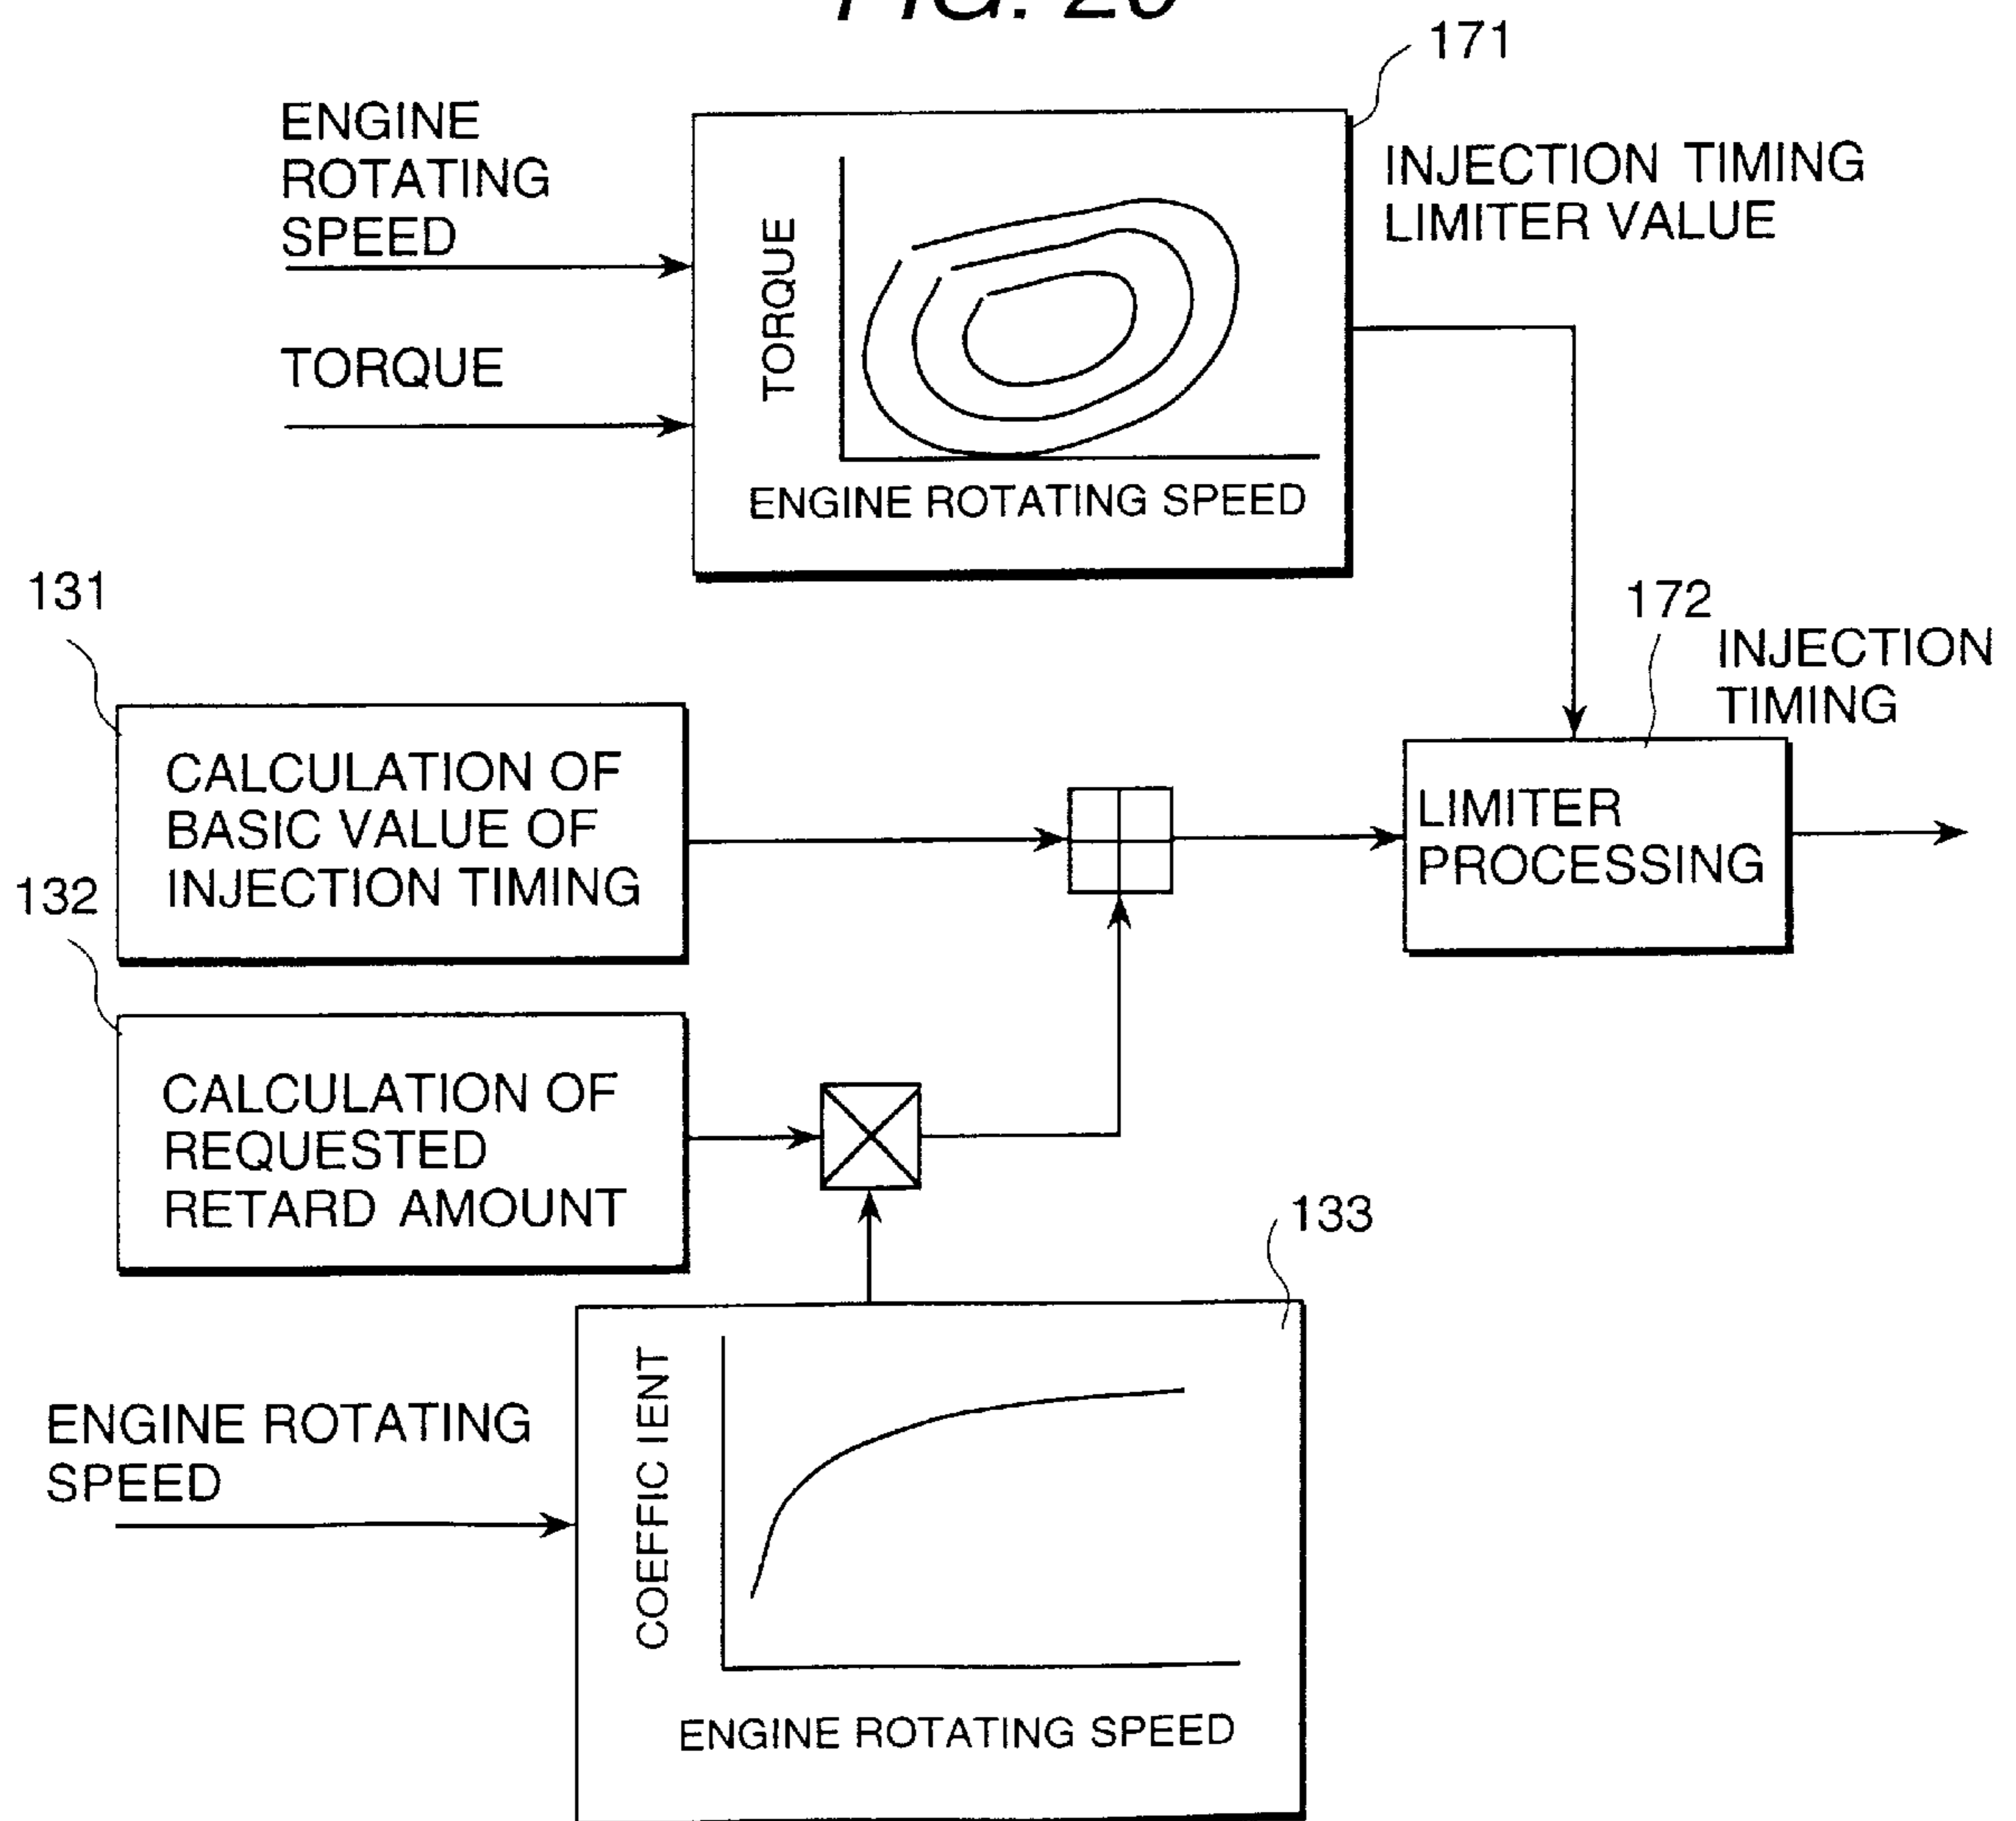 FIG. 20
171
ENGINE
ROTATING
SPEED
TORQUE
TORQUE
ENGINE ROTATING SPEED
INJECTION TIMING
LIMITER VALUE
131
CALCULATION OF
BASIC VALUE OF
INJECTION TIMING
172
INJECTION
TIMING
LIMITER
PROCESSING
132
CALCULATION OF
REQUESTED
RETARD AMOUNT
133
ENGINE ROTATING
SPEED
COEFFIC IENT
ENGINE ROTATING SPEED